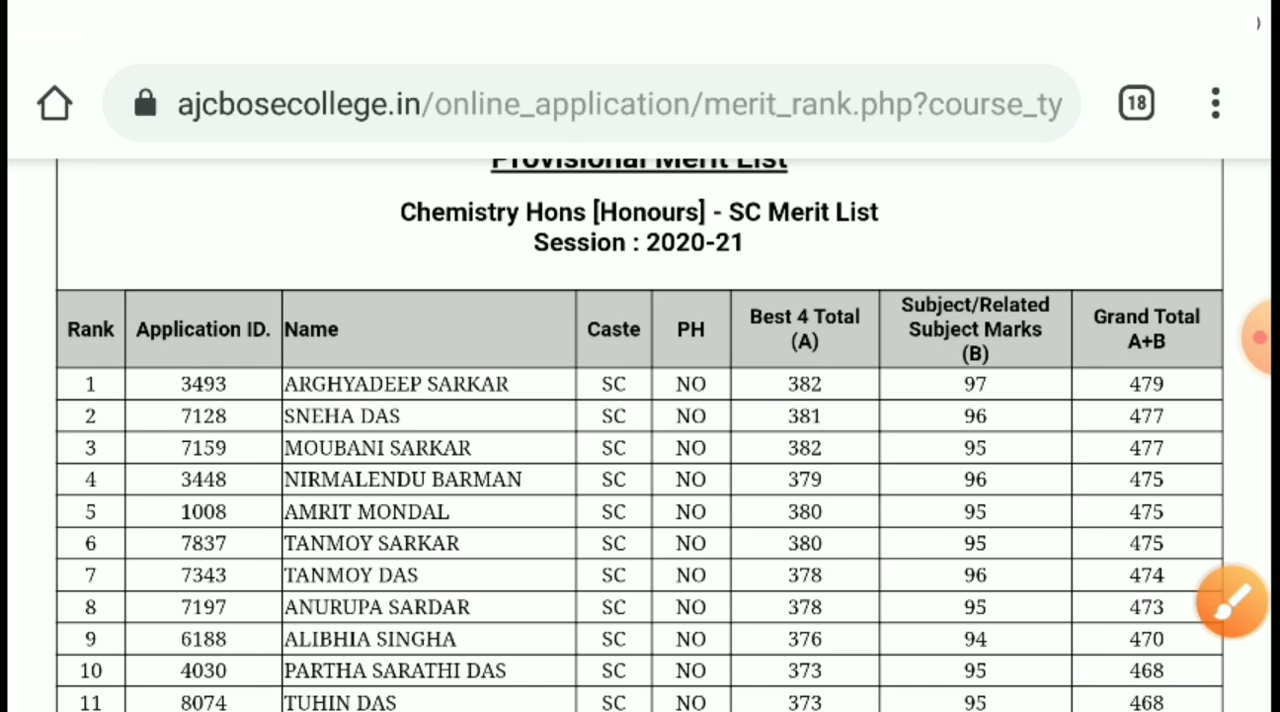 ajcbosecollege.in/online_application/merit_rank.php?course_ty
18
Provisional Merit List
Chemistry Hons [Honours] - SC Merit List
Session : 2020-21
Rank Application ID. Name Caste PH Best 4 Total (A) Subject/Related Subject Marks (B) Grand Total A+B
1 3493 ARGHYADEEP SARKAR SC NO 382 97 479
2 7128 SNEHA DAS SC NO 381 96 477
3 7159 MOUBANI SARKAR SC NO 382 95 477
4 3448 NIRMALENDU BARMAN SC NO 379 96 475
5 1008 AMRIT MONDAL SC NO 380 95 475
6 7837 TANMOY SARKAR SC NO 380 95 475
7 7343 TANMOY DAS SC NO 378 96 474
8 7197 ANURUPA SARDAR SC NO 378 95 473
9 6188 ALIBHIA SINGHA SC NO 376 94 470
10 4030 PARTHA SARATHI DAS SC NO 373 95 468
11 8074 TUHIN DAS SC NO 373 95 468